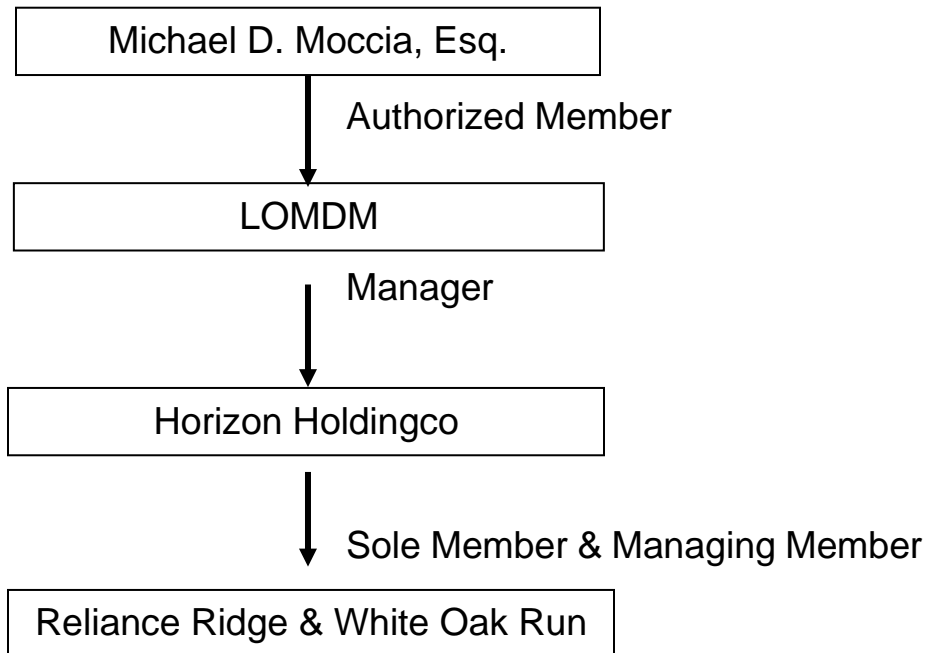 Michael D. Moccia, Esq.
Authorized Member
LOMDM
Manager
Horizon Holdingco
Sole Member & Managing Member
Reliance Ridge & White Oak Run